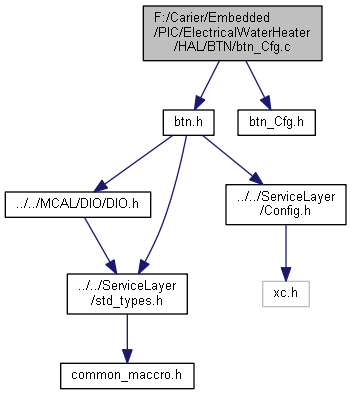 F:/Carier/Embedded
/PIC/ElectricalWaterHeater
/HAL/BTN/btn_Cfg.c
btn.h
btn_Cfg.h
../../MCAL/DIO/DIO.h
../../ServiceLayer
/Config.h
../../ServiceLayer
/std_types.h
xc.h
common_maccro.h